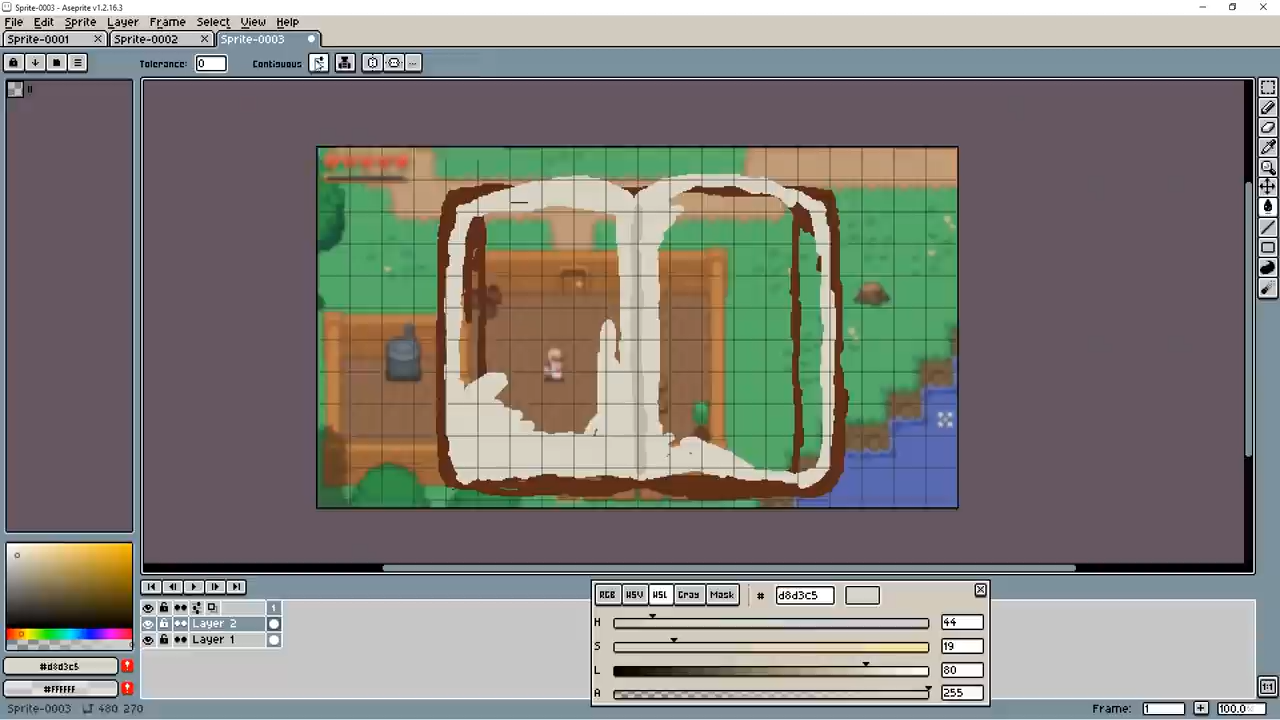 Sprite-0003 - Aseprite v1.2.16.3
File Edit Sprite Layer Frame Select View Help
Sprite-0001 Sprite-0002 Sprite-0003
Tolerance: 0 Contiguous
RGB HSV HSL Gray Mask # d8d3c5
1
Layer 2
H 44
Layer 1
S 19
#d8d3c5
L 80
#FFFFFF
A 255
Sprite-0003 480 270 Frame: 1 100.0
1:1